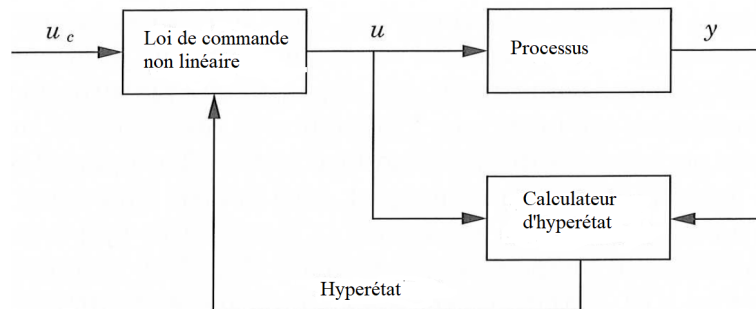 u c
Loi de commande
non linéaire
u
Processus
y
Calculateur
d'hyperétat
Hyperétat